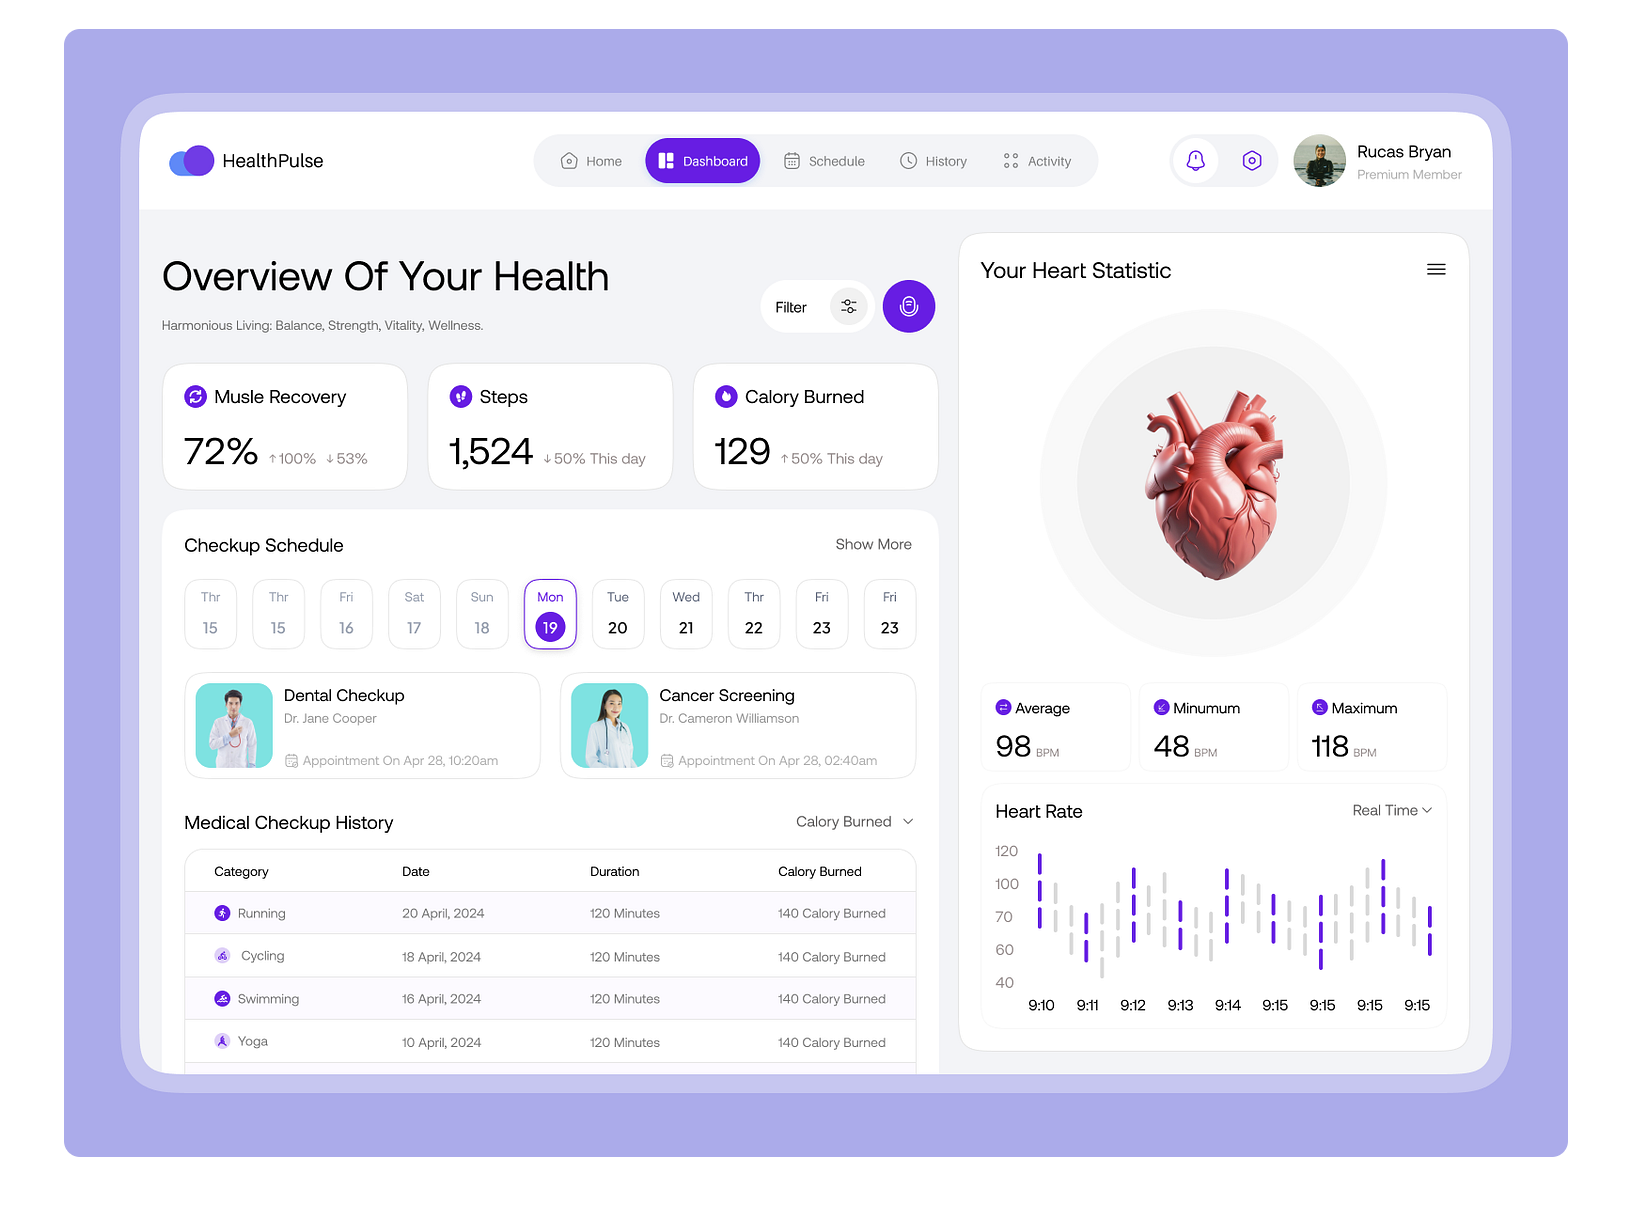 HealthPulse
Home
Dashboard
Schedule
History
Activity
Rucas Bryan
Premium Member
Overview Of Your Health
Harmonious Living: Balance, Strength, Vitality, Wellness.
Filter
Musle Recovery
72% ↑100% ↓53%
Steps
1,524 ↓50% This day
Calory Burned
129 ↑50% This day
Checkup Schedule
Show More
Thr Thr Fri Sat Sun Mon Tue Wed Thr Fri Fri
15 15 16 17 18 19 20 21 22 23 23
Dental Checkup
Dr. Jane Cooper
Appointment On Apr 28, 10:20am
Cancer Screening
Dr. Cameron Williamson
Appointment On Apr 28, 02:40am
Medical Checkup History
Calory Burned
Category Date Duration Calory Burned
Running 20 April, 2024 120 Minutes 140 Calory Burned
Cycling 18 April, 2024 120 Minutes 140 Calory Burned
Swimming 16 April, 2024 120 Minutes 140 Calory Burned
Yoga 10 April, 2024 120 Minutes 140 Calory Burned
Your Heart Statistic
Average
98 BPM
Minumum
48 BPM
Maximum
118 BPM
Heart Rate
Real Time
120
100
70
60
40
9:10 9:11 9:12 9:13 9:14 9:15 9:15 9:15 9:15